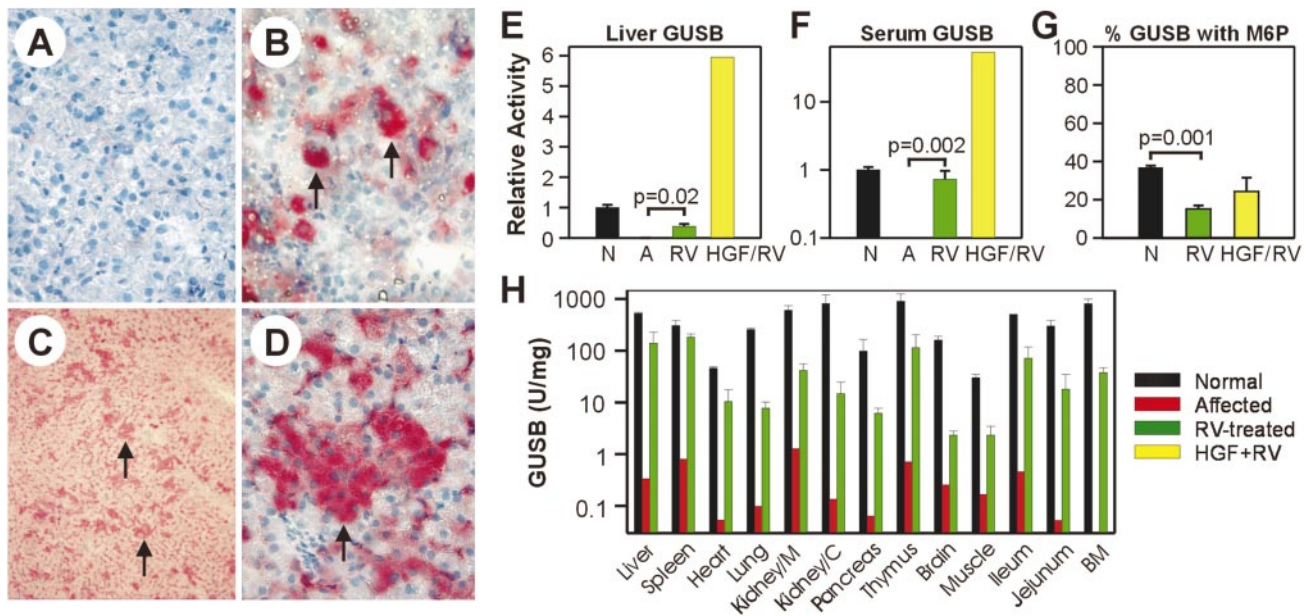 A
B
C
D
E
Liver GUSB
Relative Activity
6
5
4
3
2
1
0
p=0.02
N A RV HGF/RV
F
Serum GUSB
10
1
0.1
p=0.002
N A RV HGF/RV
G
% GUSB with M6P
100
80
60
40
20
0
p=0.001
N RV HGF/RV
H
GUSB (U/mg)
1000
100
10
1
0.1
Liver
Spleen
Heart
Lung
Kidney/M
Kidney/C
Pancreas
Thymus
Brain
Muscle
Ileum
Jejunum
BM
Normal
Affected
RV-treated
HGF+RV